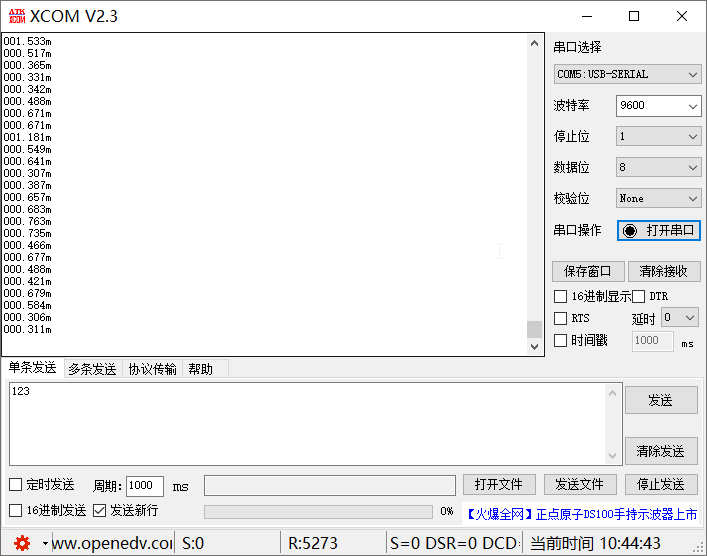 ATK XCOM XCOM V2.3
001.533m
000.517m
000.365m
000.331m
000.342m
000.488m
000.671m
000.671m
001.181m
000.549m
000.641m
000.307m
000.387m
000.657m
000.683m
000.763m
000.735m
000.466m
000.677m
000.488m
000.421m
000.679m
000.584m
000.306m
000.311m
串口选择
COM5:USB-SERIAL
波特率 9600
停止位 1
数据位 8
校验位 None
串口操作 打开串口
保存窗口 清除接收
16进制显示 DTR
RTS 延时 0
时间戳 1000 ms
单条发送 多条发送 协议传输 帮助
123
发送
清除发送
定时发送 周期: 1000 ms 打开文件 发送文件 停止发送
16进制发送 发送新行 0% 【火爆全网】正点原子DS100手持示波器上市
ww.openedv.com S:0 R:5273 S=0 DSR=0 DCD: 当前时间 10:44:43